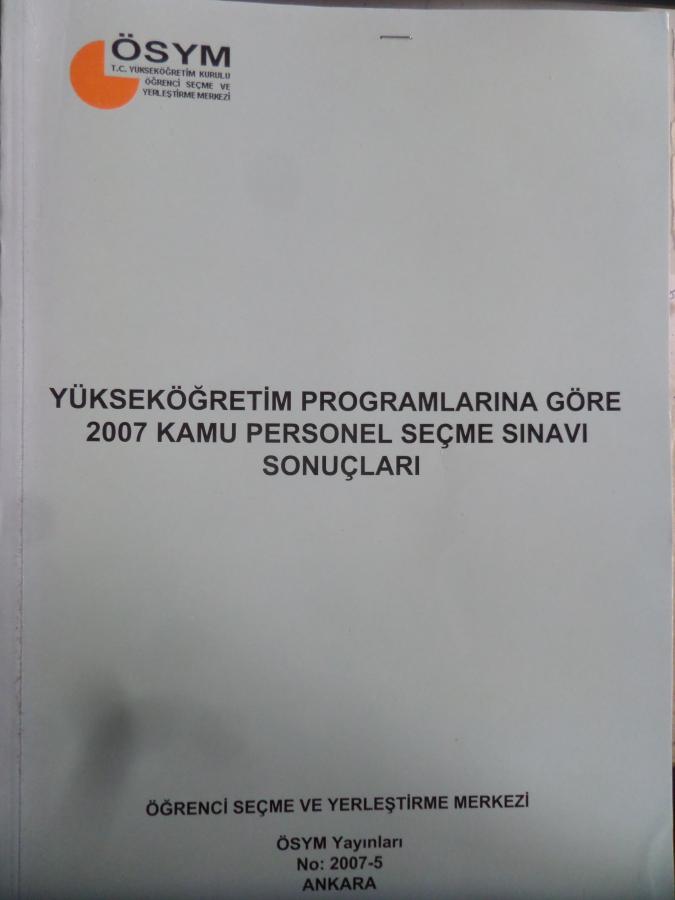 ÖSYM
T.C. YÜKSEKÖĞRETİM KURULU
ÖĞRENCİ SEÇME VE
YERLEŞTİRME MERKEZİ
YÜKSEKÖĞRETİM PROGRAMLARINA GÖRE
2007 KAMU PERSONEL SEÇME SINAVI
SONUÇLARI
ÖĞRENCİ SEÇME VE YERLEŞTİRME MERKEZİ
ÖSYM Yayınları
No: 2007-5
ANKARA